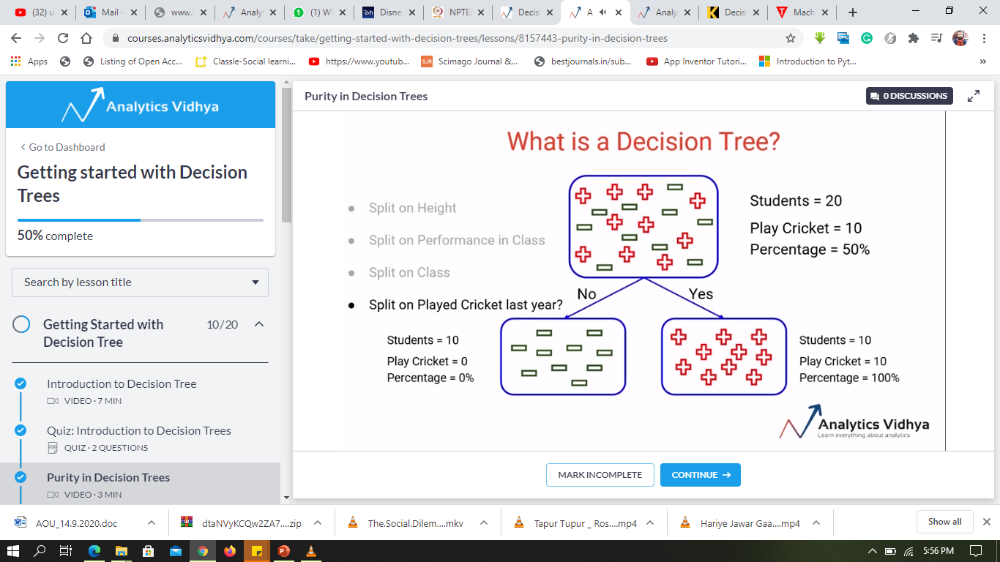 (32) u
Mail -
www.
Analy
(1) W
Disne
NPTE
Decis
A
Analy
Decis
Mach
courses.analyticsvidhya.com/courses/take/getting-started-with-decision-trees/lessons/8157443-purity-in-decision-trees
Apps
Listing of Open Acc...
Classle-Social learni...
https://www.youtub...
SJR
Scimago Journal &...
bestjournals.in/sub...
App Inventor Tutori...
Introduction to Pyt...
»
Analytics Vidhya
< Go to Dashboard
Getting started with Decision
Trees
50% complete
Search by lesson title
Getting Started with
Decision Tree
10/20
Introduction to Decision Tree
VIDEO · 7 MIN
Quiz: Introduction to Decision Trees
QUIZ · 2 QUESTIONS
Purity in Decision Trees
VIDEO · 3 MIN
Purity in Decision Trees
0 DISCUSSIONS
What is a Decision Tree?
• Split on Height
• Split on Performance in Class
• Split on Class
• Split on Played Cricket last year?
Students = 20
Play Cricket = 10
Percentage = 50%
No
Yes
Students = 10
Play Cricket = 0
Percentage = 0%
Students = 10
Play Cricket = 10
Percentage = 100%
Analytics Vidhya
Learn everything about analytics
MARK INCOMPLETE
CONTINUE →
AOU_14.9.2020.doc
dtaNVyKCQw2ZA7....zip
The.Social.Dilem....mkv
Tapur Tupur _ Ros....mp4
Hariye Jawar Gaa....mp4
Show all
5:56 PM